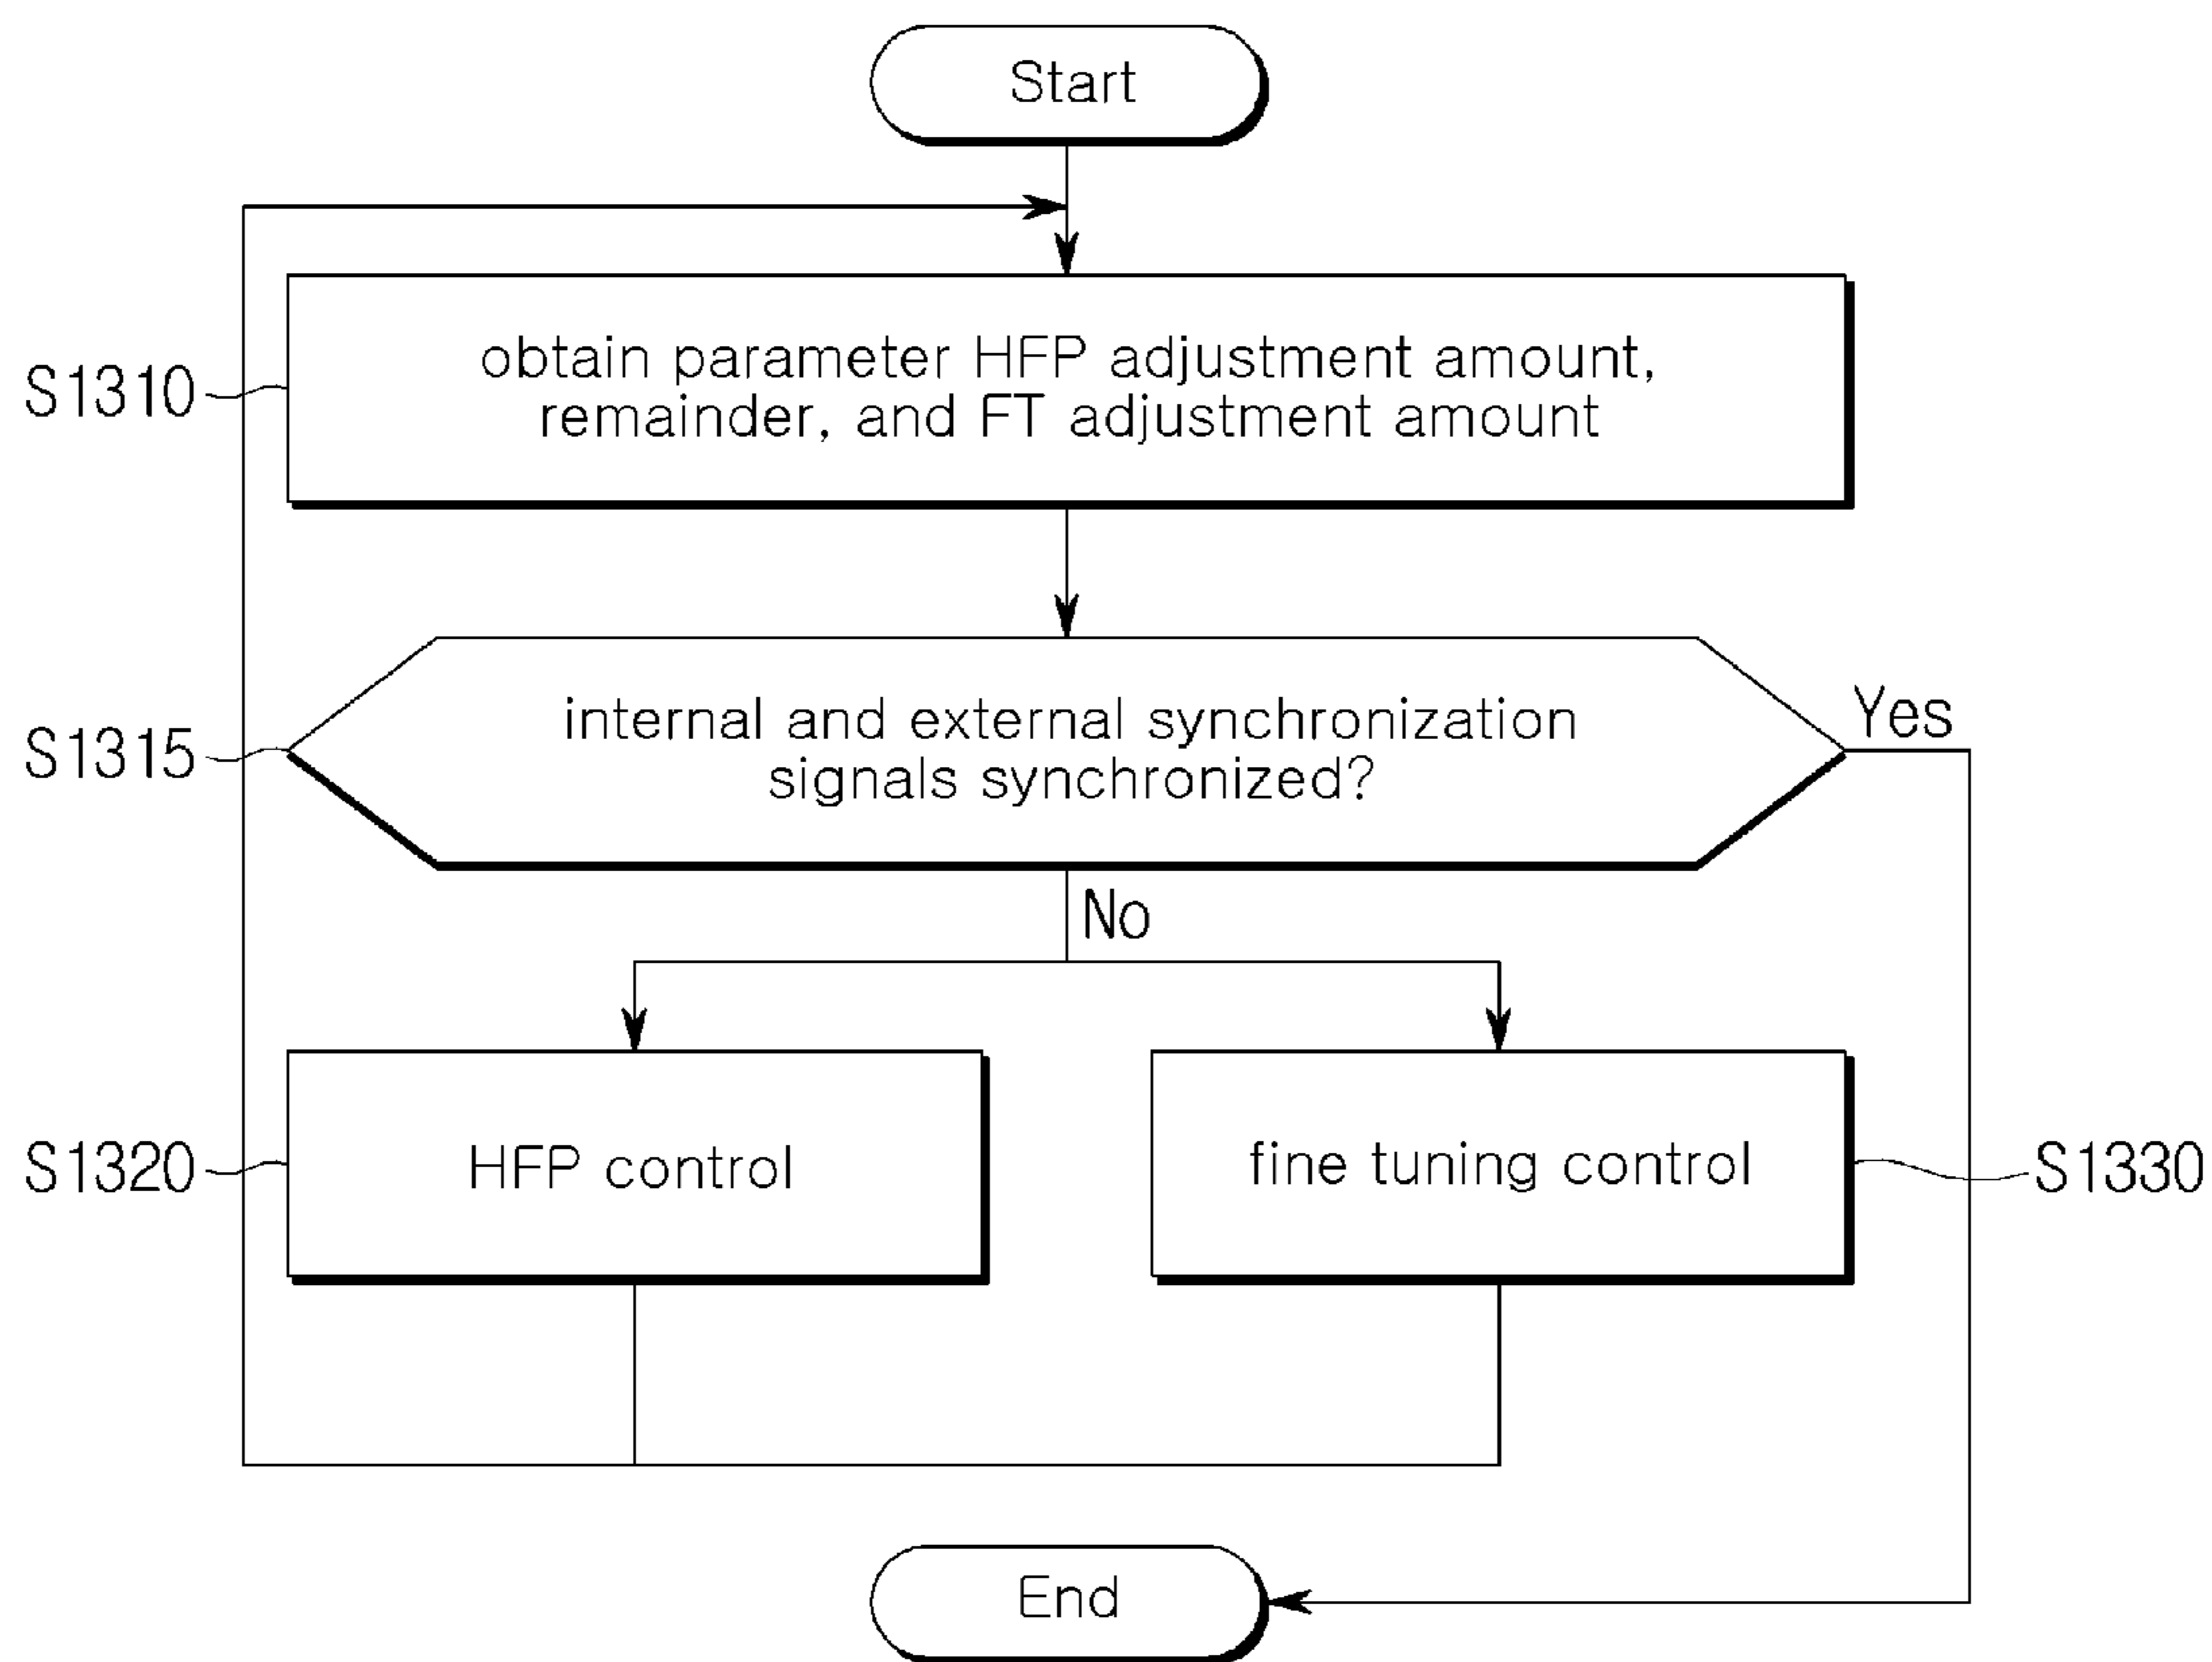 Start
S1310
obtain parameter HFP adjustment amount,
remainder, and FT adjustment amount
S1315
internal and external synchronization
signals synchronized?
Yes
No
S1320
HFP control
fine tuning control
S1330
End